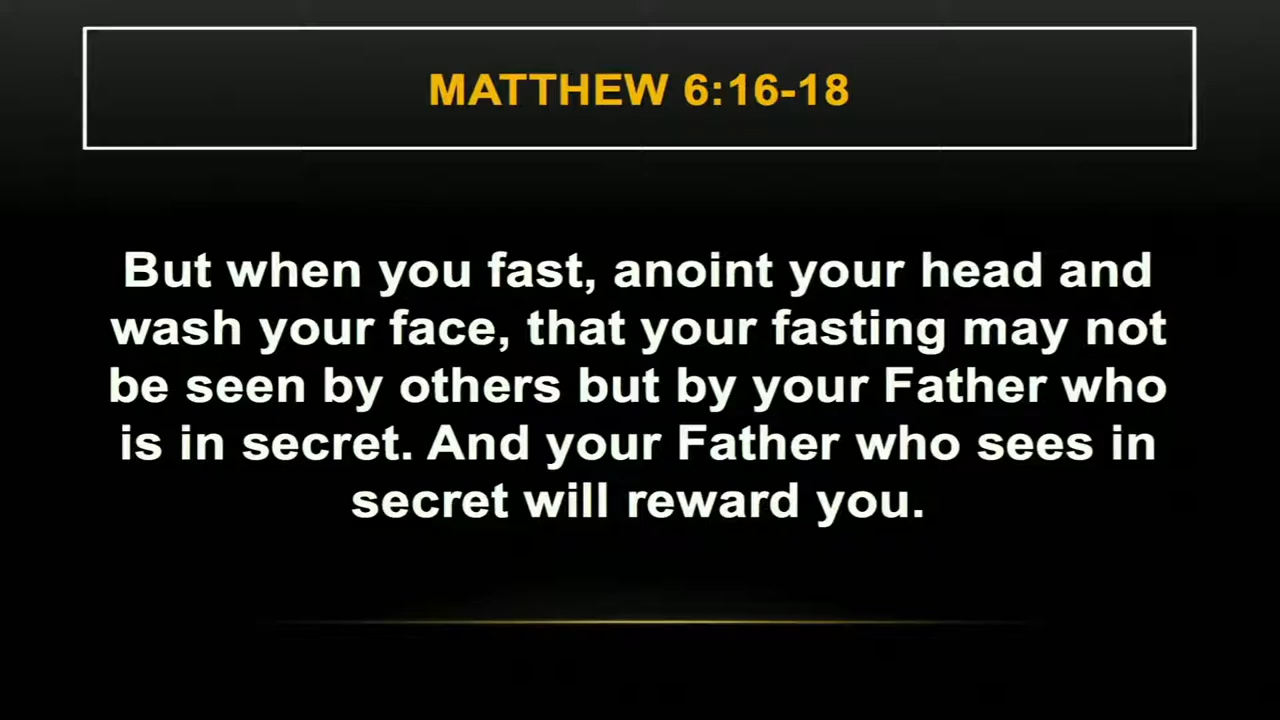 MATTHEW 6:16-18
But when you fast, anoint your head and
wash your face, that your fasting may not
be seen by others but by your Father who
is in secret. And your Father who sees in
secret will reward you.